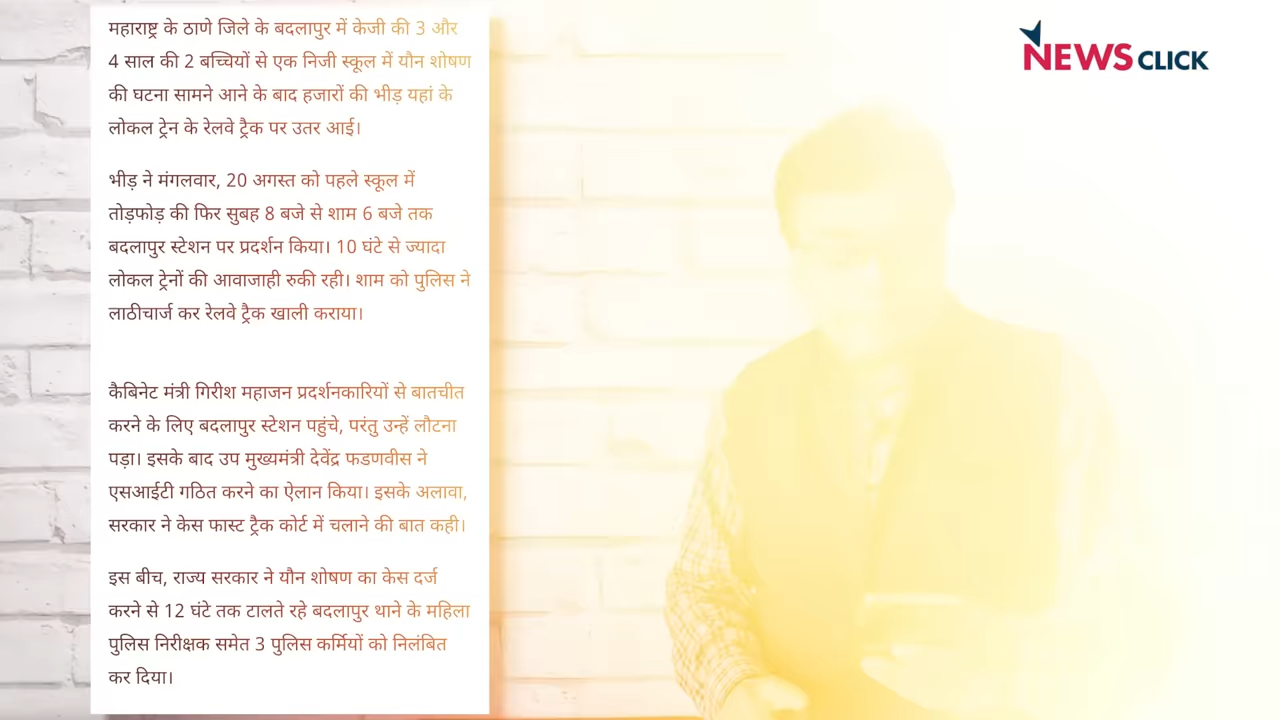 महाराष्ट्र के ठाणे जिले के बदलापुर में केजी की 3 और
4 साल की 2 बच्चियों से एक निजी स्कूल में यौन शोषण
की घटना सामने आने के बाद हजारों की भीड़ यहां के
लोकल ट्रेन के रेलवे ट्रैक पर उतर आई।
भीड़ ने मंगलवार, 20 अगस्त को पहले स्कूल में
तोड़फोड़ की फिर सुबह 8 बजे से शाम 6 बजे तक
बदलापुर स्टेशन पर प्रदर्शन किया। 10 घंटे से ज्यादा
लोकल ट्रेनों की आवाजाही रुकी रही। शाम को पुलिस ने
लाठीचार्ज कर रेलवे ट्रैक खाली कराया।
कैबिनेट मंत्री गिरीश महाजन प्रदर्शनकारियों से बातचीत
करने के लिए बदलापुर स्टेशन पहुंचे, परंतु उन्हें लौटना
पड़ा। इसके बाद उप मुख्यमंत्री देवेंद्र फडणवीस ने
एसआईटी गठित करने का ऐलान किया। इसके अलावा,
सरकार ने केस फास्ट ट्रैक कोर्ट में चलाने की बात कही।
इस बीच, राज्य सरकार ने यौन शोषण का केस दर्ज
करने से 12 घंटे तक टालते रहे बदलापुर थाने के महिला
पुलिस निरीक्षक समेत 3 पुलिस कर्मियों को निलंबित
कर दिया।
NEWS CLICK